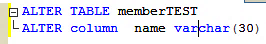 ALTER TABLE memberTEST
ALTER column name varchar(30)